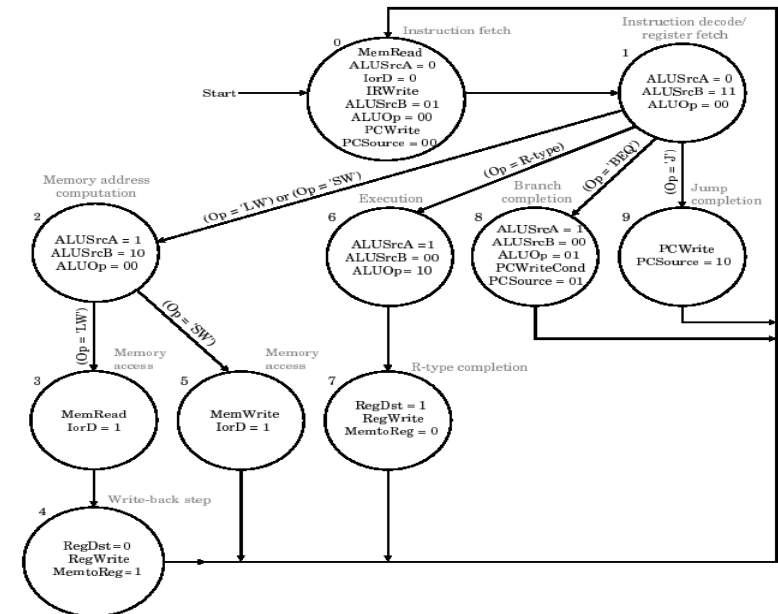 Instruction fetch
0
MemRead
ALUSrcA = 0
IorD = 0
IRWrite
ALUSrcB = 01
ALUOp = 00
PCWrite
PCSource = 00
Start
Instruction decode/
register fetch
1
ALUSrcA = 0
ALUSrcB = 11
ALUOp = 00
(Op = 'LW') or (Op = 'SW')
(Op = R-type)
(Op = 'BEQ')
(Op = 'J')
Memory address
computation
2
ALUSrcA = 1
ALUSrcB = 10
ALUOp = 00
Execution
6
ALUSrcA =1
ALUSrcB = 00
ALUOp= 10
Branch
completion
8
ALUSrcA = 1
ALUSrcB = 00
ALUOp = 01
PCWriteCond
PCSource = 01
Jump
completion
9
PCWrite
PCSource = 10
(Op = 'LW')
(Op = 'SW')
Memory
access
3
MemRead
IorD = 1
Memory
access
5
MemWrite
IorD = 1
R-type completion
7
RegDst = 1
RegWrite
MemtoReg = 0
Write-back step
4
RegDst=0
RegWrite
MemtoReg=1